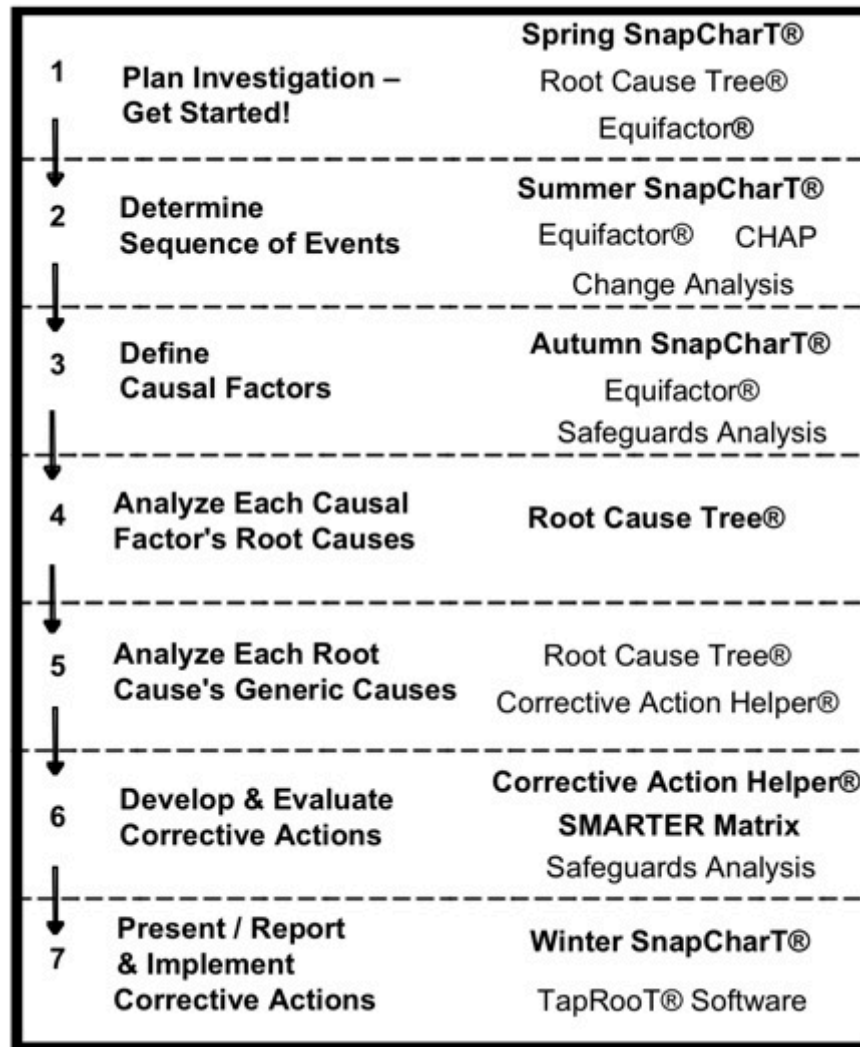 Spring SnapCharT®
1 Plan Investigation –
Get Started!
Root Cause Tree®
Equifactor®
2 Determine
Sequence of Events
Summer SnapCharT®
Equifactor® CHAP
Change Analysis
3 Define
Causal Factors
Autumn SnapCharT®
Equifactor®
Safeguards Analysis
4 Analyze Each Causal
Factor's Root Causes
Root Cause Tree®
5 Analyze Each Root
Cause's Generic Causes
Root Cause Tree®
Corrective Action Helper®
6 Develop & Evaluate
Corrective Actions
Corrective Action Helper®
SMARTER Matrix
Safeguards Analysis
7 Present / Report
& Implement
Corrective Actions
Winter SnapCharT®
TapRooT® Software